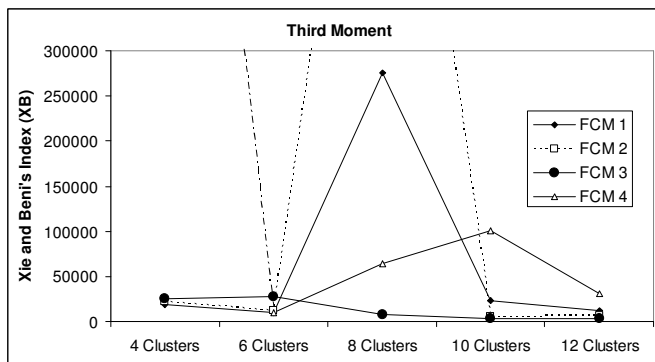 Third Moment
Xie and Beni's Index (XB)
300000
250000
200000
150000
100000
50000
0
4 Clusters
6 Clusters
8 Clusters
10 Clusters
12 Clusters
FCM 1
FCM 2
FCM 3
FCM 4